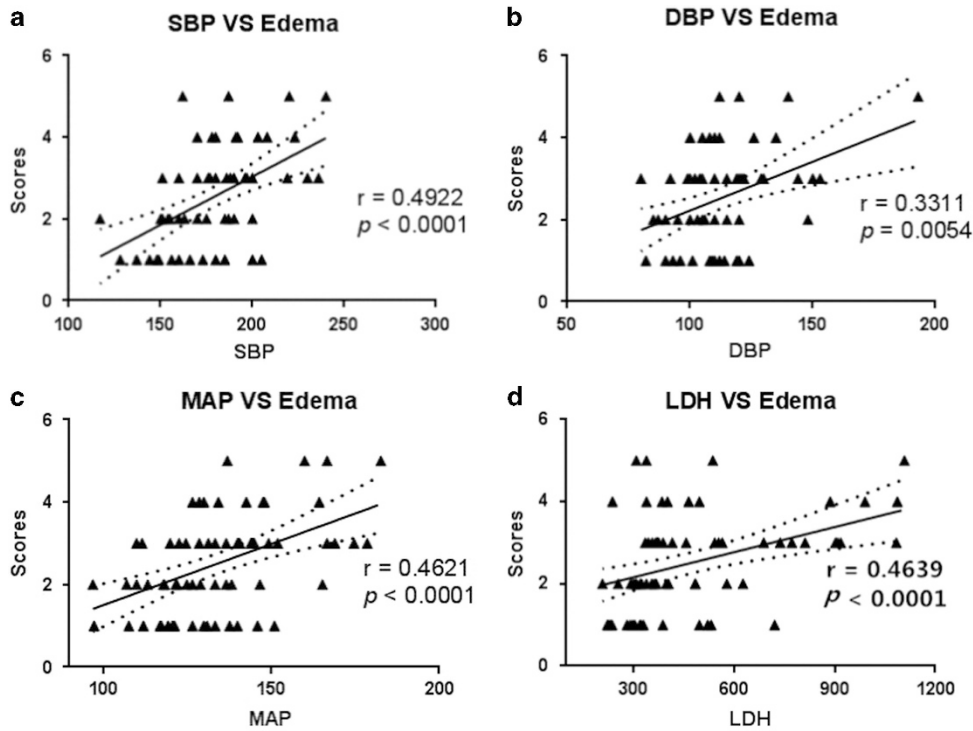 a
SBP VS Edema
6
4
2
0
Scores
r = 0.4922
p < 0.0001
100 150 200 250 300
SBP
b
DBP VS Edema
6
4
2
0
Scores
r = 0.3311
p = 0.0054
50 100 150 200
DBP
c
MAP VS Edema
6
4
2
0
Scores
r = 0.4621
p < 0.0001
100 150 200
MAP
d
LDH VS Edema
6
4
2
0
Scores
r = 0.4639
p < 0.0001
300 600 900 1200
LDH